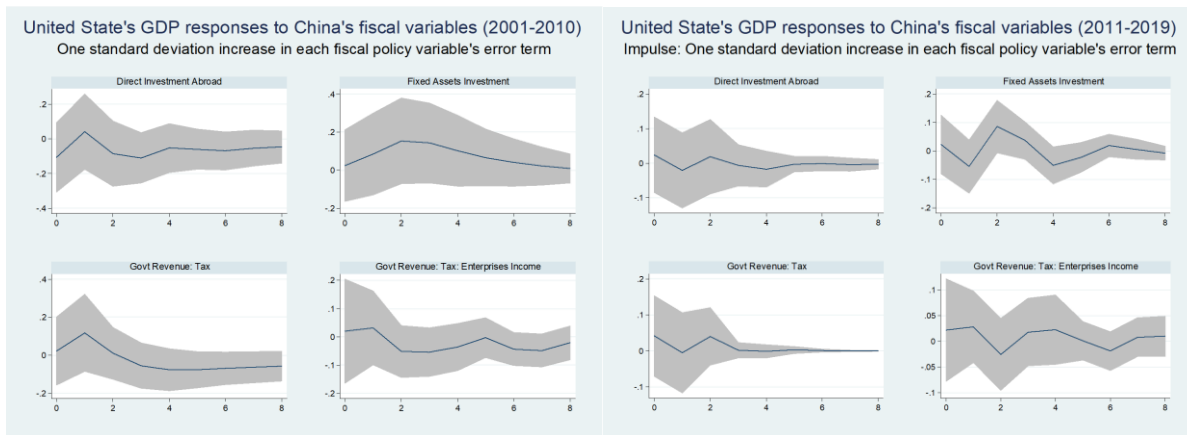 United State's GDP responses to China's fiscal variables (2001-2010)
One standard deviation increase in each fiscal policy variable's error term
Direct Investment Abroad
.2
0
-.2
-.4
0 2 4 6 8
Fixed Assets Investment
.4
.2
0
-.2
0 2 4 6 8
Govt Revenue: Tax
.4
.2
0
-.2
0 2 4 6 8
Govt Revenue: Tax: Enterprises Income
.2
.1
0
-.1
-.2
0 2 4 6 8
United State's GDP responses to China's fiscal variables (2011-2019)
Impulse: One standard deviation increase in each fiscal policy variable's error term
Direct Investment Abroad
.2
.1
0
-.1
0 2 4 6 8
Fixed Assets Investment
.2
.1
0
-.1
-.2
0 2 4 6 8
Govt Revenue: Tax
.2
.1
0
-.1
0 2 4 6 8
Govt Revenue: Tax: Enterprises Income
.1
.05
0
-.05
-.1
0 2 4 6 8